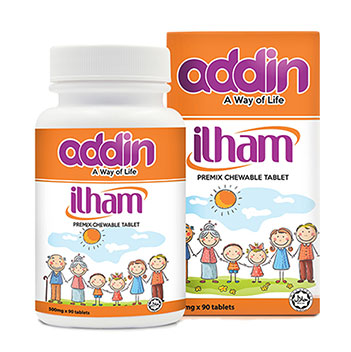 addin
A Way of Life
ilham
PREMIX CHEWABLE TABLET
500mg x 90 tablets
addin
A Way of Life
ilham
PREMIX CHEWABLE TABLET
mg x 90 tablets